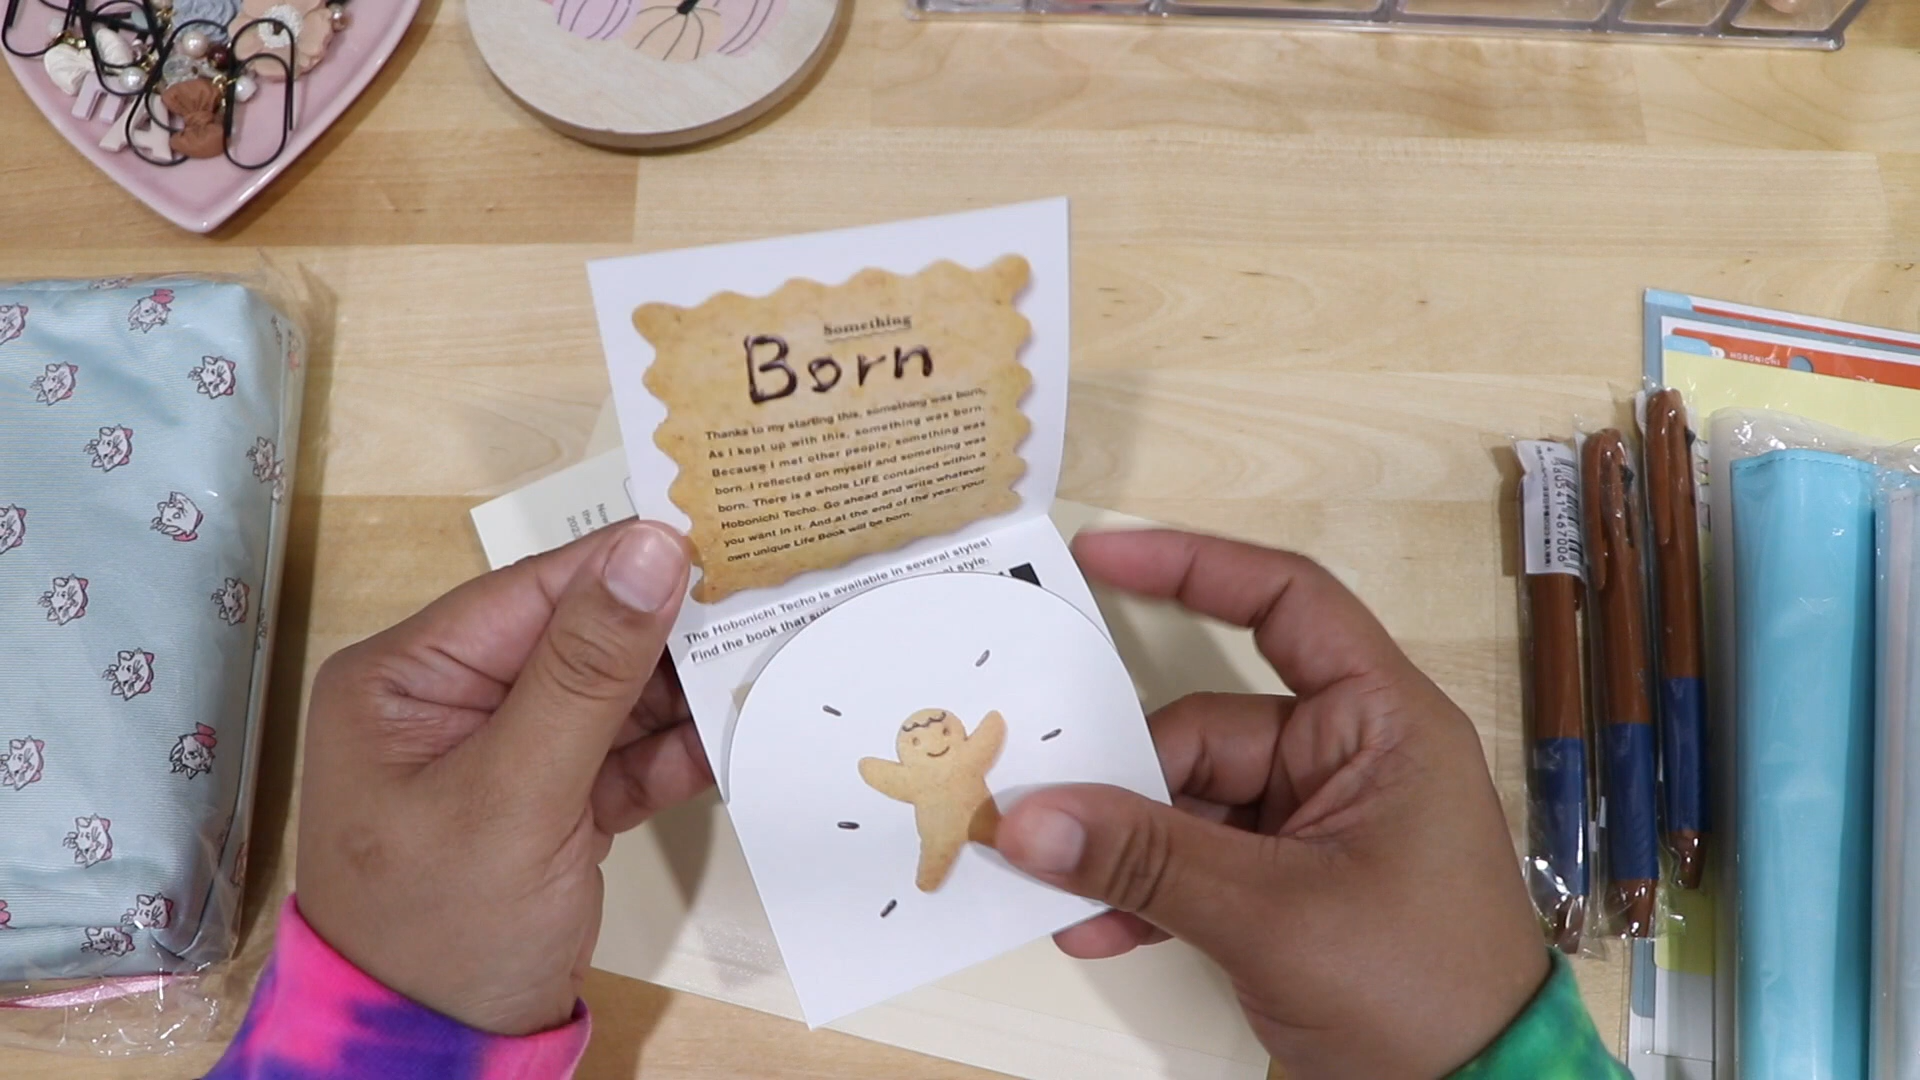 Something
Born
Thanks to my starting this, something was born.
As I kept up with this, something was born.
Because I met other people, something was
born. I reflected on myself and something was
born. There is a whole LIFE contained within a
Hobonichi Techo. Go ahead and write whatever
you want in it. And at the end of the year, your
own unique Life Book will be born.
The Hobonichi Techo is available in several styles!
Find the book that style.
HOBONICHI